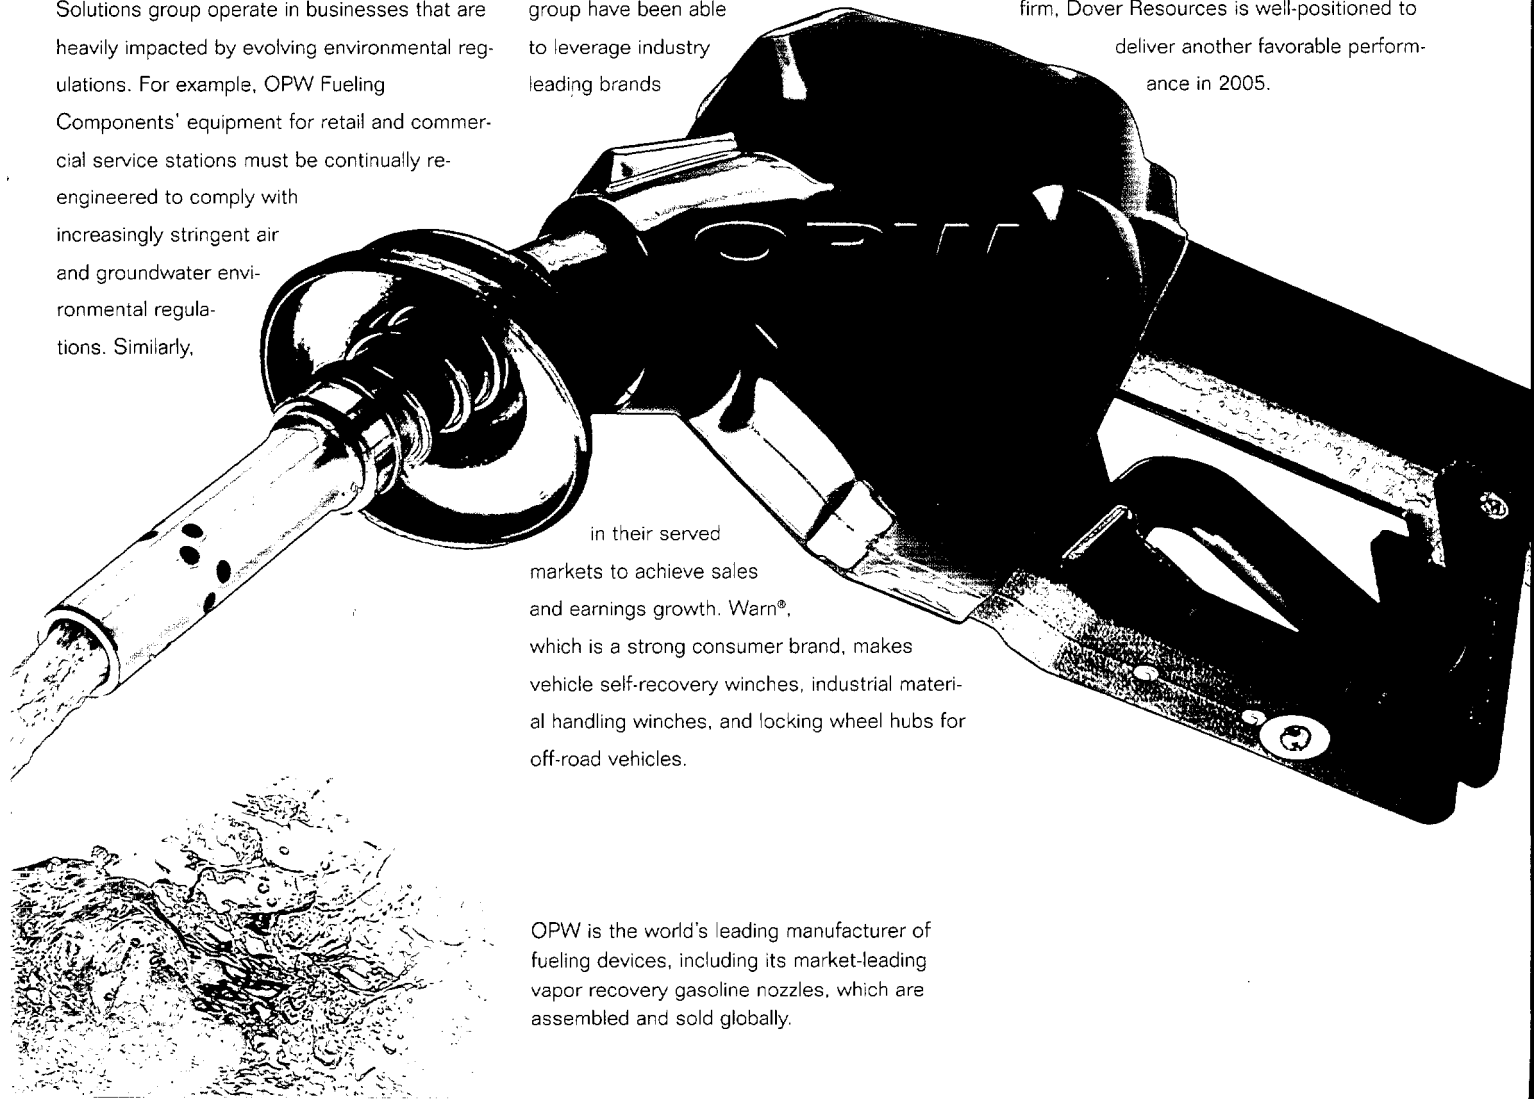 Solutions group operate in businesses that are
heavily impacted by evolving environmental reg-
ulations. For example, OPW Fueling
Components' equipment for retail and commer-
cial service stations must be continually re-
engineered to comply with
increasingly stringent air
and groundwater envi-
ronmental regula-
tions. Similarly,
group have been able
to leverage industry
leading brands
in their served
markets to achieve sales
and earnings growth. Warn®,
which is a strong consumer brand, makes
vehicle self-recovery winches, industrial materi-
al handling winches, and locking wheel hubs for
off-road vehicles.
firm, Dover Resources is well-positioned to
deliver another favorable perform-
ance in 2005.
OPW
OPW is the world's leading manufacturer of
fueling devices, including its market-leading
vapor recovery gasoline nozzles, which are
assembled and sold globally.